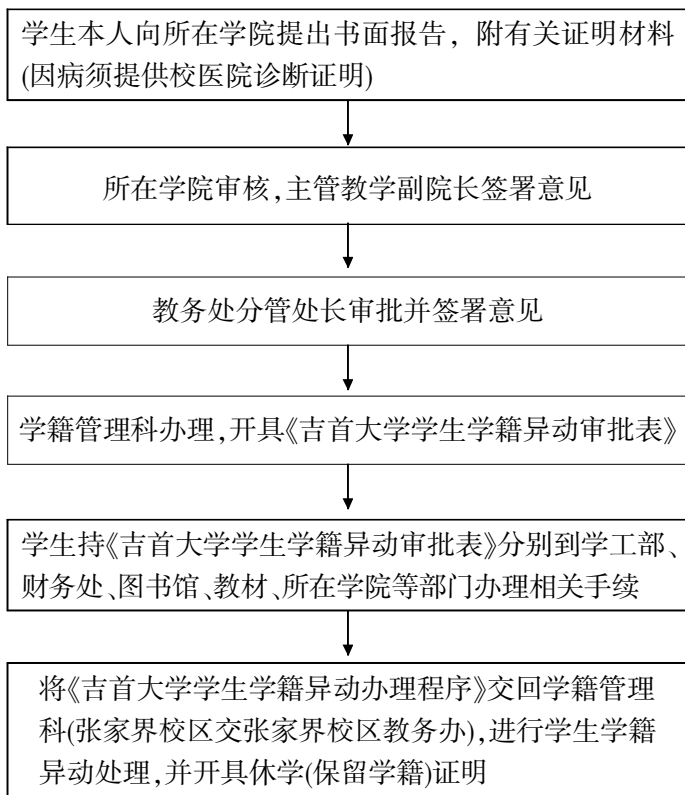 学生本人向所在学院提出书面报告，附有关证明材料
(因病须提供校医院诊断证明)
所在学院审核,主管教学副院长签署意见
教务处分管处长审批并签署意见
学籍管理科办理,开具《吉首大学学生学籍异动审批表》
学生持《吉首大学学生学籍异动审批表》分别到学工部、
财务处、图书馆、教材、所在学院等部门办理相关手续
将《吉首大学学生学籍异动办理程序》交回学籍管理
科(张家界校区交张家界校区教务办),进行学生学籍
异动处理,并开具休学(保留学籍)证明